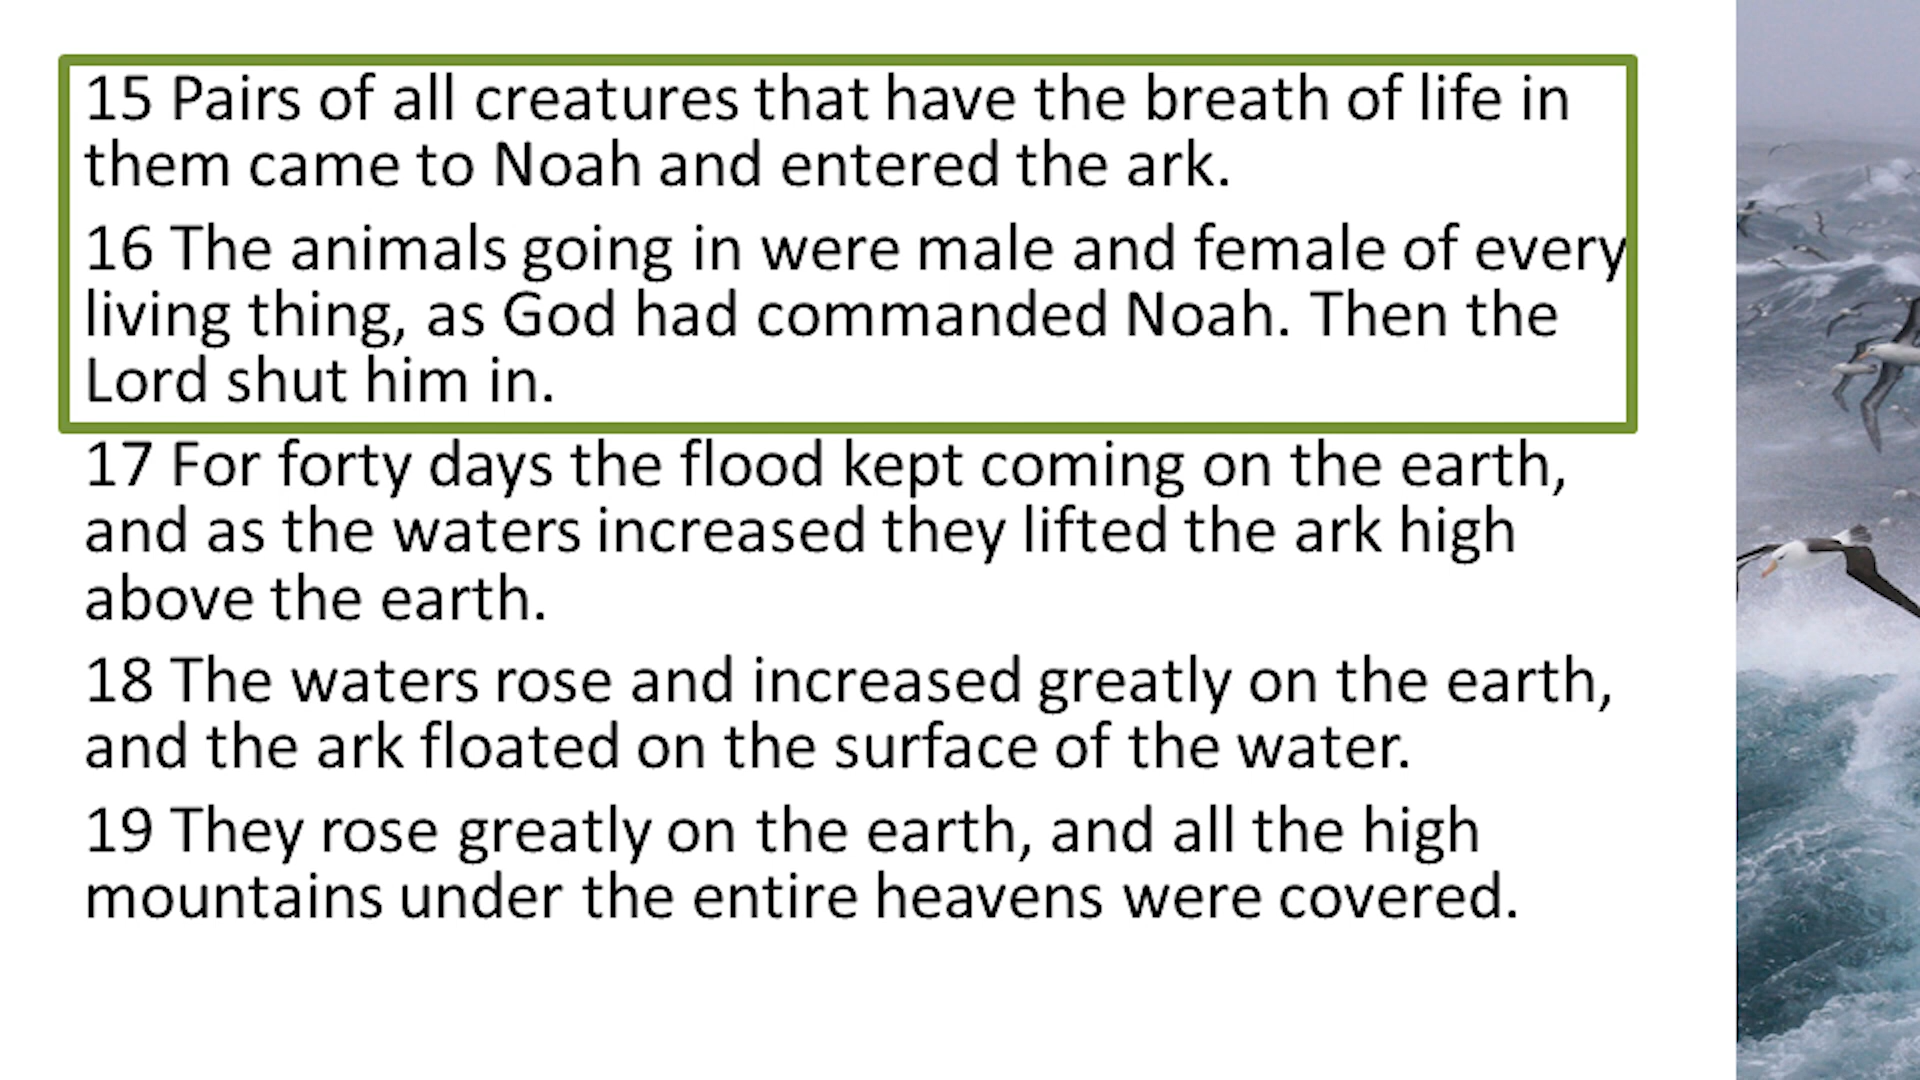 15 Pairs of all creatures that have the breath of life in
them came to Noah and entered the ark.
16 The animals going in were male and female of every
living thing, as God had commanded Noah. Then the
Lord shut him in.
17 For forty days the flood kept coming on the earth,
and as the waters increased they lifted the ark high
above the earth.
18 The waters rose and increased greatly on the earth,
and the ark floated on the surface of the water.
19 They rose greatly on the earth, and all the high
mountains under the entire heavens were covered.